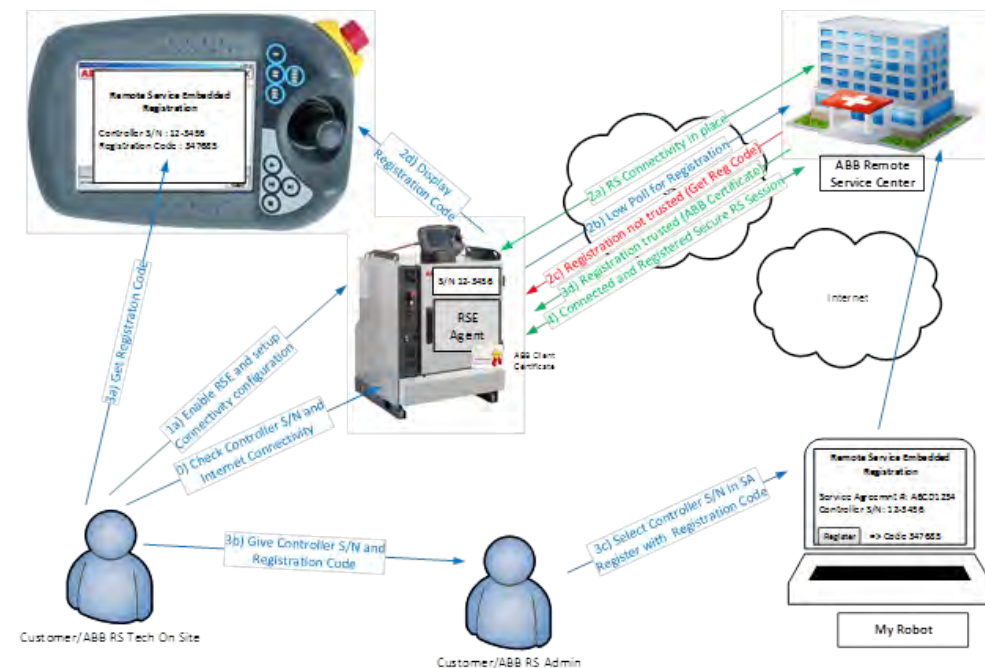 Remote Service Embedded
Registration
Controller S/N : 12-3456
Registration Code : 347685
2d) Display
Registration Code
2a) RS Connectivity in place
2b) Low Poll for Registration
2c) Registration not trusted (Get Reg Code)
3d) Registration trusted (ABB Certificate)
4) Connected and Registered Secure RS Session
ABB Remote
Service Center
S/N 12-3456
RSE
Agent
ABB Client
Certificate
Internet
3a) Get Registration Code
1a) Enable RSE and setup
Connectivity configuration
0) Check Controller S/N and
Internet Connectivity
3b) Give Controller S/N and
Registration Code
3c) Select Controller S/N in SA
Register with Registration Code
Remote Service Embedded
Registration
Service Agreemnt #: ABCD1234
Controller S/N : 12-3456
Register => Code 347685
My Robot
Customer/ABB RS Tech On Site
Customer/ABB RS Admin